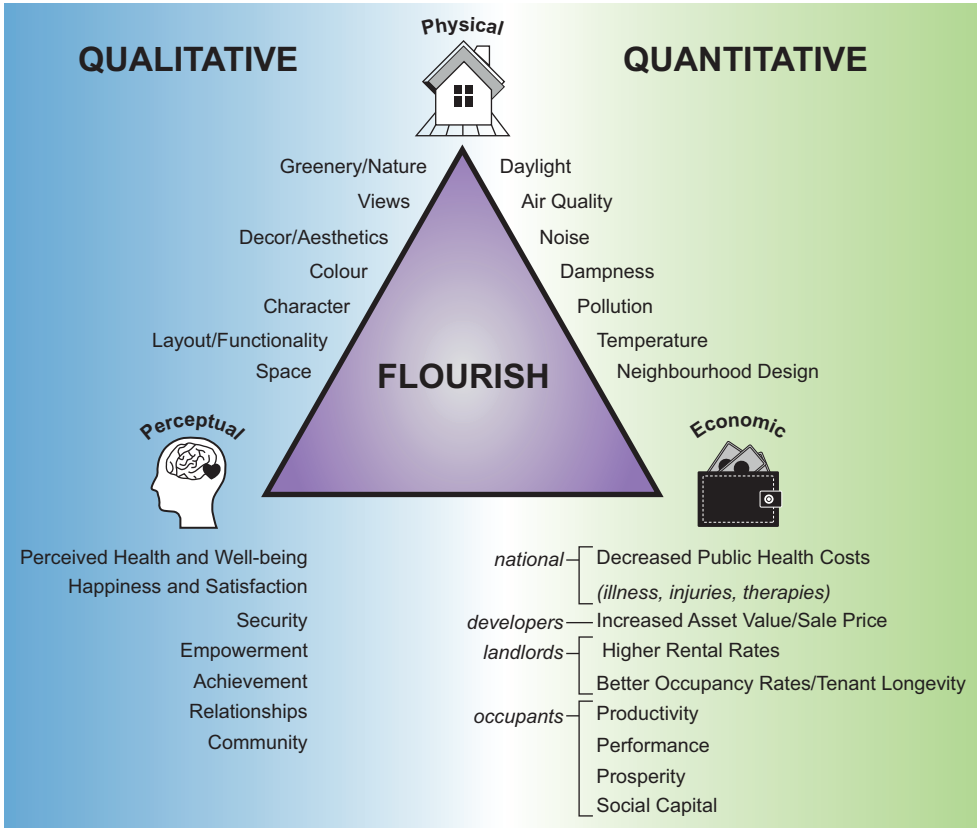 Physical
QUALITATIVE
QUANTITATIVE
Greenery/Nature
Views
Decor/Aesthetics
Colour
Character
Layout/Functionality
Space
Daylight
Air Quality
Noise
Dampness
Pollution
Temperature
Neighbourhood Design
FLOURISH
Perceptual
Economic
Perceived Health and Well-being
Happiness and Satisfaction
Security
Empowerment
Achievement
Relationships
Community
national
Decreased Public Health Costs
(illness, injuries, therapies)
developers
Increased Asset Value/Sale Price
landlords
Higher Rental Rates
Better Occupancy Rates/Tenant Longevity
occupants
Productivity
Performance
Prosperity
Social Capital